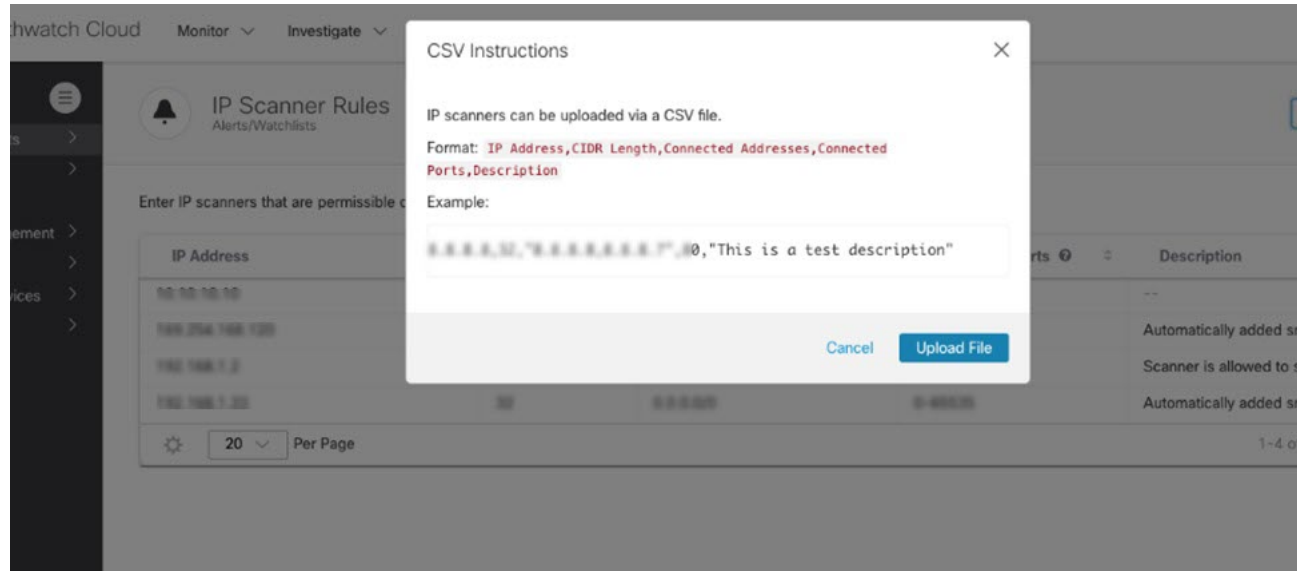 hwatch Cloud Monitor Investigate
CSV Instructions
IP Scanner Rules
Alerts/Watchlists
IP scanners can be uploaded via a CSV file.
Format: IP Address,CIDR Length,Connected Addresses,Connected
Ports,Description
Enter IP scanners that are permissible
Example:
0,"This is a test description"
ement
vices
IP Address rts Description
--
Automatically added
Scanner is allowed to
Automatically added
Cancel Upload File
20 Per Page 1-4